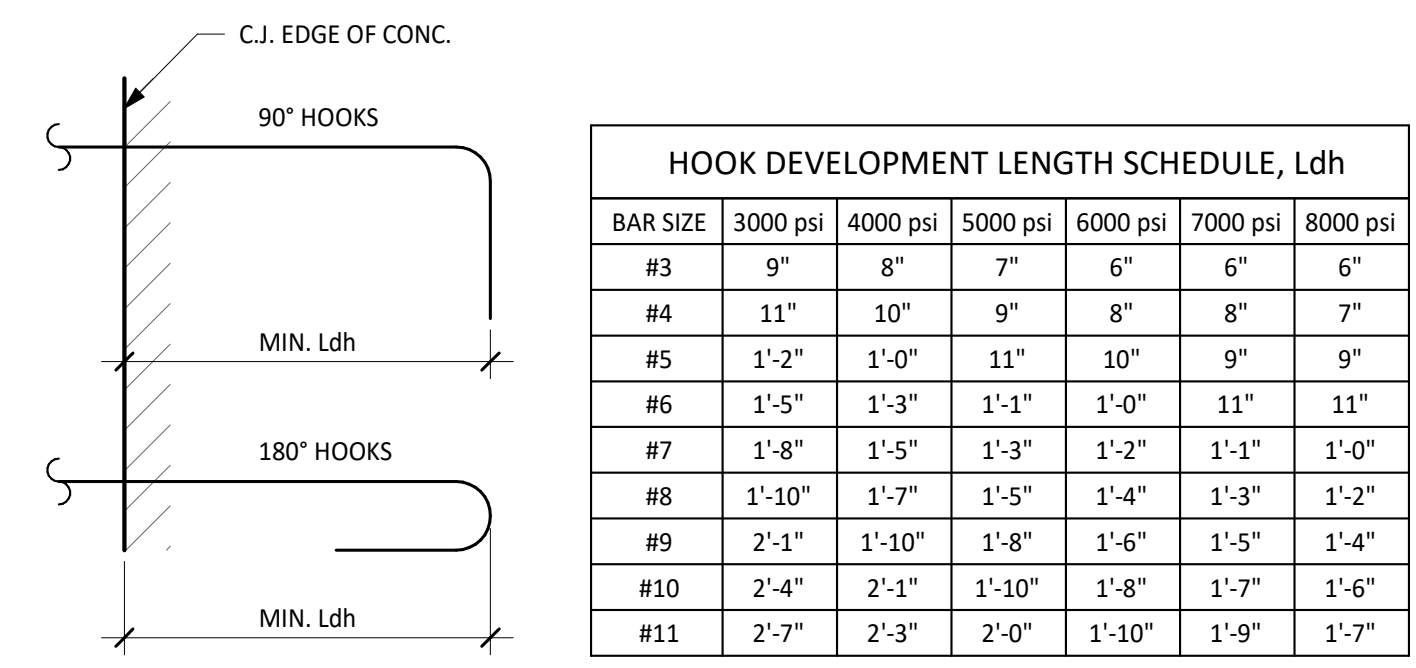 C.J. EDGE OF CONC.
90° HOOKS
MIN. Ldh
180° HOOKS
MIN. Ldh
HOOK DEVELOPMENT LENGTH SCHEDULE, Ldh
BAR SIZE 3000 psi 4000 psi 5000 psi 6000 psi 7000 psi 8000 psi
#3 9" 8" 7" 6" 6" 6"
#4 11" 10" 9" 8" 8" 7"
#5 1'-2" 1'-0" 11" 10" 9" 9"
#6 1'-5" 1'-3" 1'-1" 1'-0" 11" 11"
#7 1'-8" 1'-5" 1'-3" 1'-2" 1'-1" 1'-0"
#8 1'-10" 1'-7" 1'-5" 1'-4" 1'-3" 1'-2"
#9 2'-1" 1'-10" 1'-8" 1'-6" 1'-5" 1'-4"
#10 2'-4" 2'-1" 1'-10" 1'-8" 1'-7" 1'-6"
#11 2'-7" 2'-3" 2'-0" 1'-10" 1'-9" 1'-7"